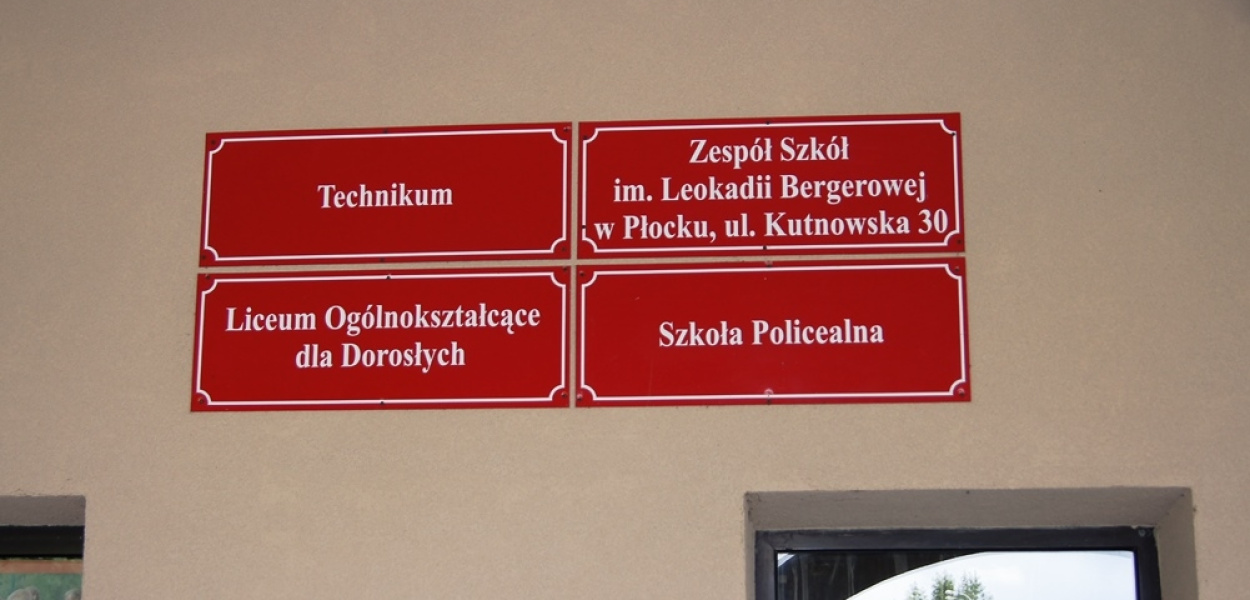 Technikum
Zespół Szkół
im. Leokadii Bergerowej
w Płocku, ul. Kutnowska 30
Liceum Ogólnokształcące
dla Dorosłych
Szkoła Policealna